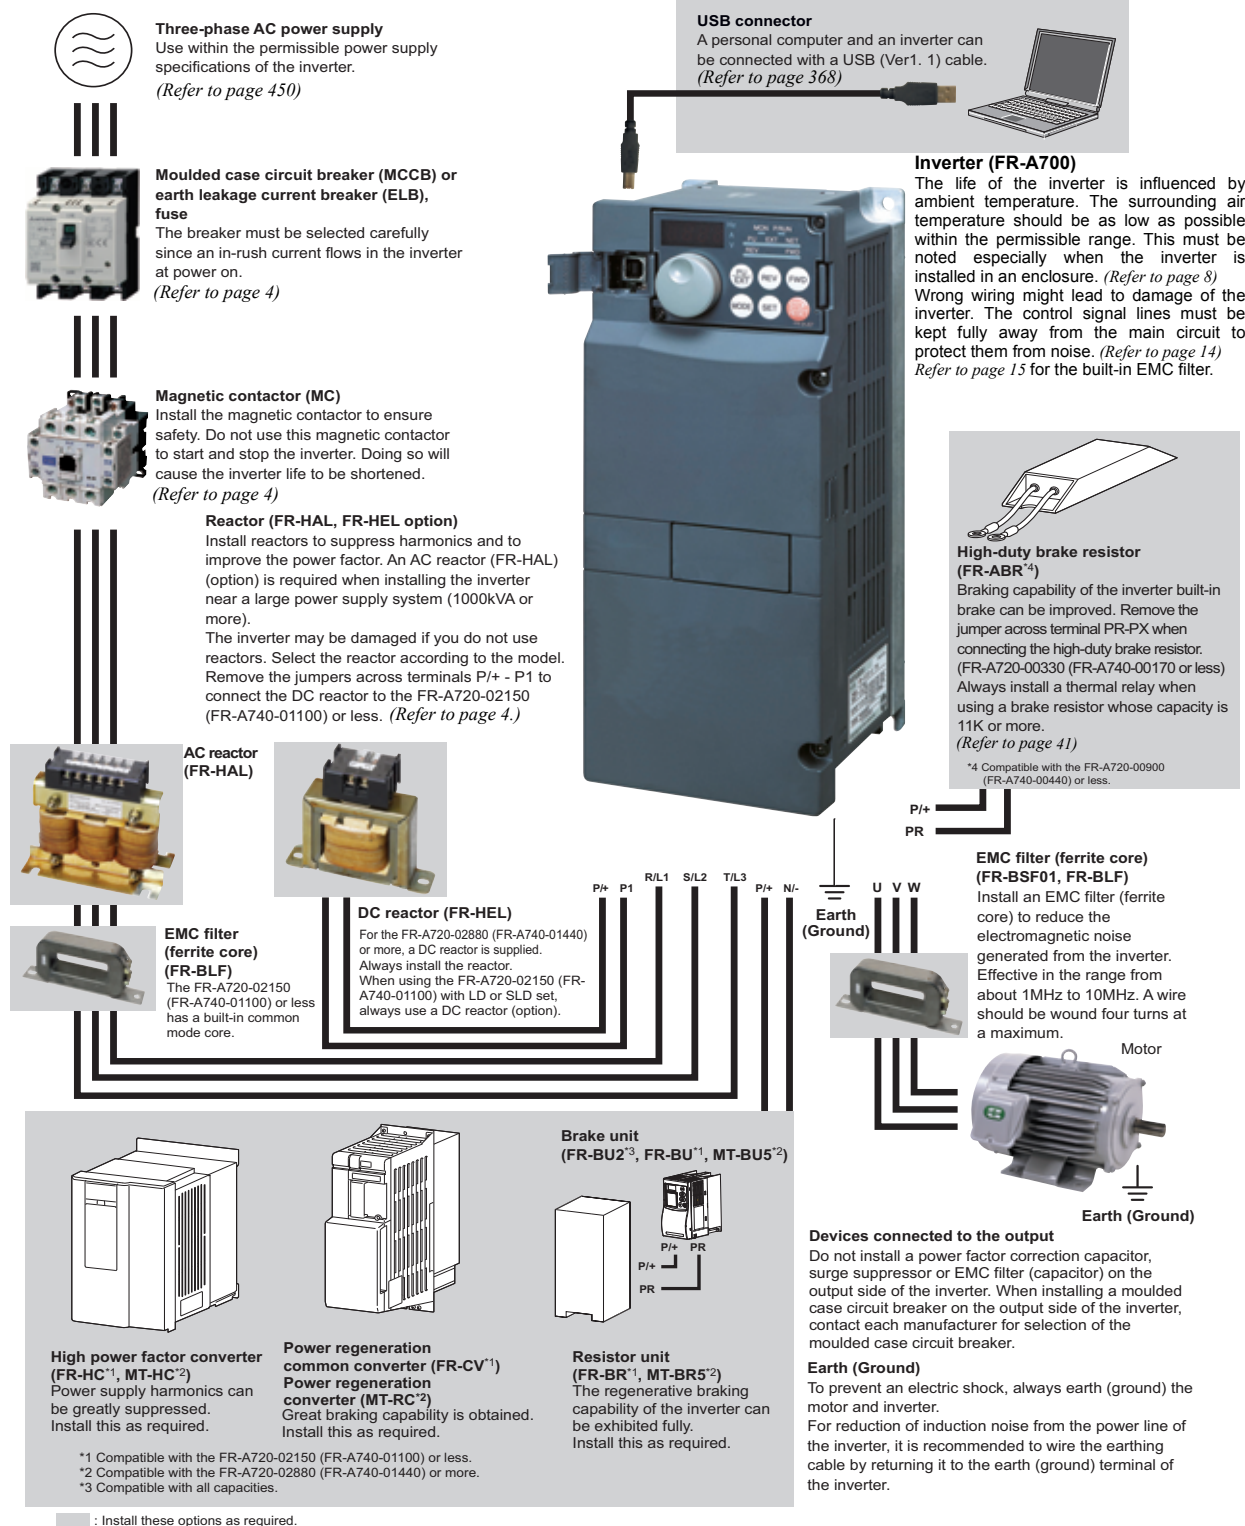 Three-phase AC power supply
Use within the permissible power supply
specifications of the inverter.
(Refer to page 450)
USB connector
A personal computer and an inverter can
be connected with a USB (Ver1. 1) cable.
(Refer to page 368)
Moulded case circuit breaker (MCCB) or
earth leakage current breaker (ELB),
fuse
The breaker must be selected carefully
since an in-rush current flows in the inverter
at power on.
(Refer to page 4)
Inverter (FR-A700)
The life of the inverter is influenced by
ambient temperature. The surrounding air
temperature should be as low as possible
within the permissible range. This must be
noted especially when the inverter is
installed in an enclosure. (Refer to page 8)
Wrong wiring might lead to damage of the
inverter. The control signal lines must be
kept fully away from the main circuit to
protect them from noise. (Refer to page 14)
Refer to page 15 for the built-in EMC filter.
MON P.RUN
PU EXT NET
REV FWD
PU EXT
REV
FWD
MODE
SET
Magnetic contactor (MC)
Install the magnetic contactor to ensure
safety. Do not use this magnetic contactor
to start and stop the inverter. Doing so will
cause the inverter life to be shortened.
(Refer to page 4)
Reactor (FR-HAL, FR-HEL option)
Install reactors to suppress harmonics and to
improve the power factor. An AC reactor (FR-HAL)
(option) is required when installing the inverter
near a large power supply system (1000kVA or
more).
The inverter may be damaged if you do not use
reactors. Select the reactor according to the model.
Remove the jumpers across terminals P/+ - P1 to
connect the DC reactor to the FR-A720-02150
(FR-A740-01100) or less. (Refer to page 4.)
High-duty brake resistor
(FR-ABR*4)
Braking capability of the inverter built-in
brake can be improved. Remove the
jumper across terminal PR-PX when
connecting the high-duty brake resistor.
(FR-A720-00330 (FR-A740-00170 or less)
Always install a thermal relay when
using a brake resistor whose capacity is
11K or more.
(Refer to page 41)
*4 Compatible with the FR-A720-00900
(FR-A740-00440) or less.
P/+
PR
AC reactor
(FR-HAL)
P/+ P1 R/L1 S/L2 T/L3 P/+ N/-
Earth
(Ground)
U V W
DC reactor (FR-HEL)
For the FR-A720-02880 (FR-A740-01440)
or more, a DC reactor is supplied.
Always install the reactor.
When using the FR-A720-02150 (FR-
A740-01100) with LD or SLD set,
always use a DC reactor (option).
EMC filter
(ferrite core)
(FR-BLF)
The FR-A720-02150
(FR-A740-01100) or less
has a built-in common
mode core.
EMC filter (ferrite core)
(FR-BSF01, FR-BLF)
Install an EMC filter (ferrite
core) to reduce the
electromagnetic noise
generated from the inverter.
Effective in the range from
about 1MHz to 10MHz. A wire
should be wound four turns at
a maximum.
Motor
Earth (Ground)
Brake unit
(FR-BU2*3, FR-BU*1, MT-BU5*2)
P/+ PR
P/+
PR
High power factor converter
(FR-HC*1, MT-HC*2)
Power supply harmonics can
be greatly suppressed.
Install this as required.
Power regeneration
common converter (FR-CV*1)
Power regeneration
converter (MT-RC*2)
Great braking capability is obtained.
Install this as required.
Resistor unit
(FR-BR*1, MT-BR5*2)
The regenerative braking
capability of the inverter can
be exhibited fully.
Install this as required.
*1 Compatible with the FR-A720-02150 (FR-A740-01100) or less.
*2 Compatible with the FR-A720-02880 (FR-A740-01440) or more.
*3 Compatible with all capacities.
Devices connected to the output
Do not install a power factor correction capacitor,
surge suppressor or EMC filter (capacitor) on the
output side of the inverter. When installing a moulded
case circuit breaker on the output side of the inverter,
contact each manufacturer for selection of the
moulded case circuit breaker.
Earth (Ground)
To prevent an electric shock, always earth (ground) the
motor and inverter.
For reduction of induction noise from the power line of
the inverter, it is recommended to wire the earthing
cable by returning it to the earth (ground) terminal of
the inverter.
: Install these options as required.